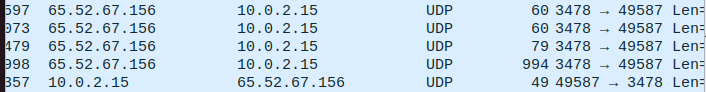 597 65.52.67.156 10.0.2.15 UDP 60 3478 → 49587 Len=
073 65.52.67.156 10.0.2.15 UDP 60 3478 → 49587 Len=
479 65.52.67.156 10.0.2.15 UDP 79 3478 → 49587 Len=
998 65.52.67.156 10.0.2.15 UDP 994 3478 → 49587 Len=
357 10.0.2.15 65.52.67.156 UDP 49 49587 → 3478 Len=